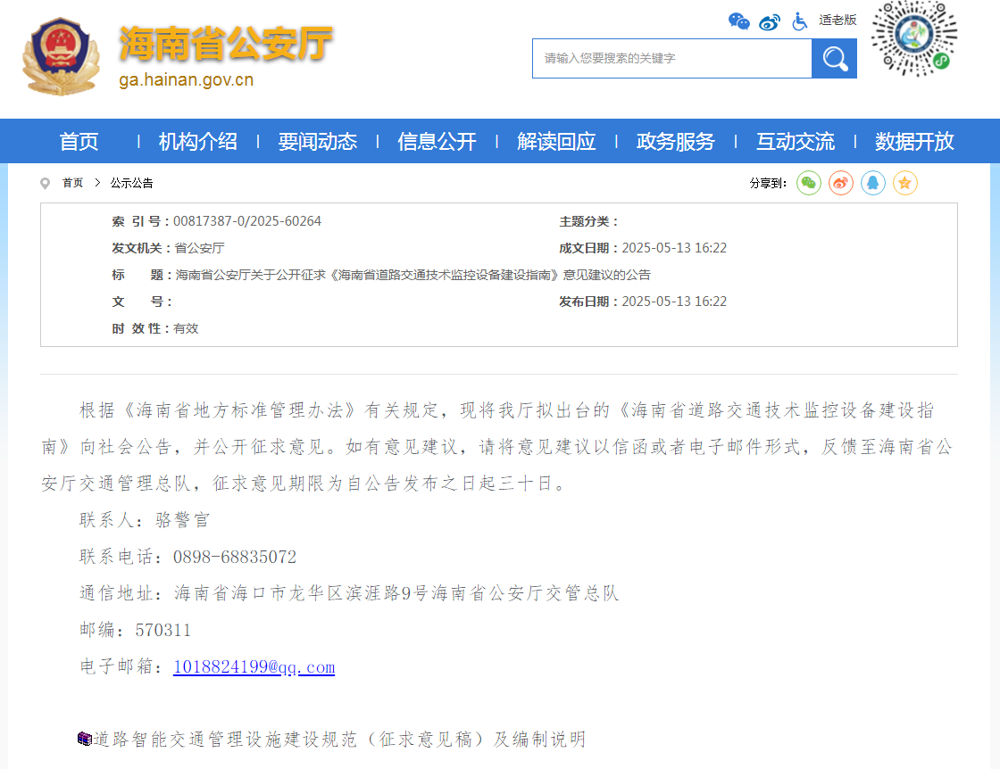 海南省公安厅
ga.hainan.gov.cn
适老版
请输入您要搜索的关键字
首页 | 机构介绍 | 要闻动态 | 信息公开 | 解读回应 | 政务服务 | 互动交流 | 数据开放
首页 > 公示公告
分享到:
索 引 号：00817387-0/2025-60264
主题分类：
发文机关：省公安厅
成文日期：2025-05-13 16:22
标 题：海南省公安厅关于公开征求《海南省道路交通技术监控设备建设指南》意见建议的公告
文 号：
发布日期：2025-05-13 16:22
时 效 性：有效
根据《海南省地方标准管理办法》有关规定，现将我厅拟出台的《海南省道路交通技术监控设备建设指
南》向社会公告，并公开征求意见。如有意见建议，请将意见建议以信函或者电子邮件形式，反馈至海南省公
安厅交通管理总队，征求意见期限为自公告发布之日起三十日。
联系人：骆警官
联系电话：0898-68835072
通信地址：海南省海口市龙华区滨涯路9号海南省公安厅交管总队
邮编：570311
电子邮箱：1018824199@qq.com
道路智能交通管理设施建设规范（征求意见稿）及编制说明